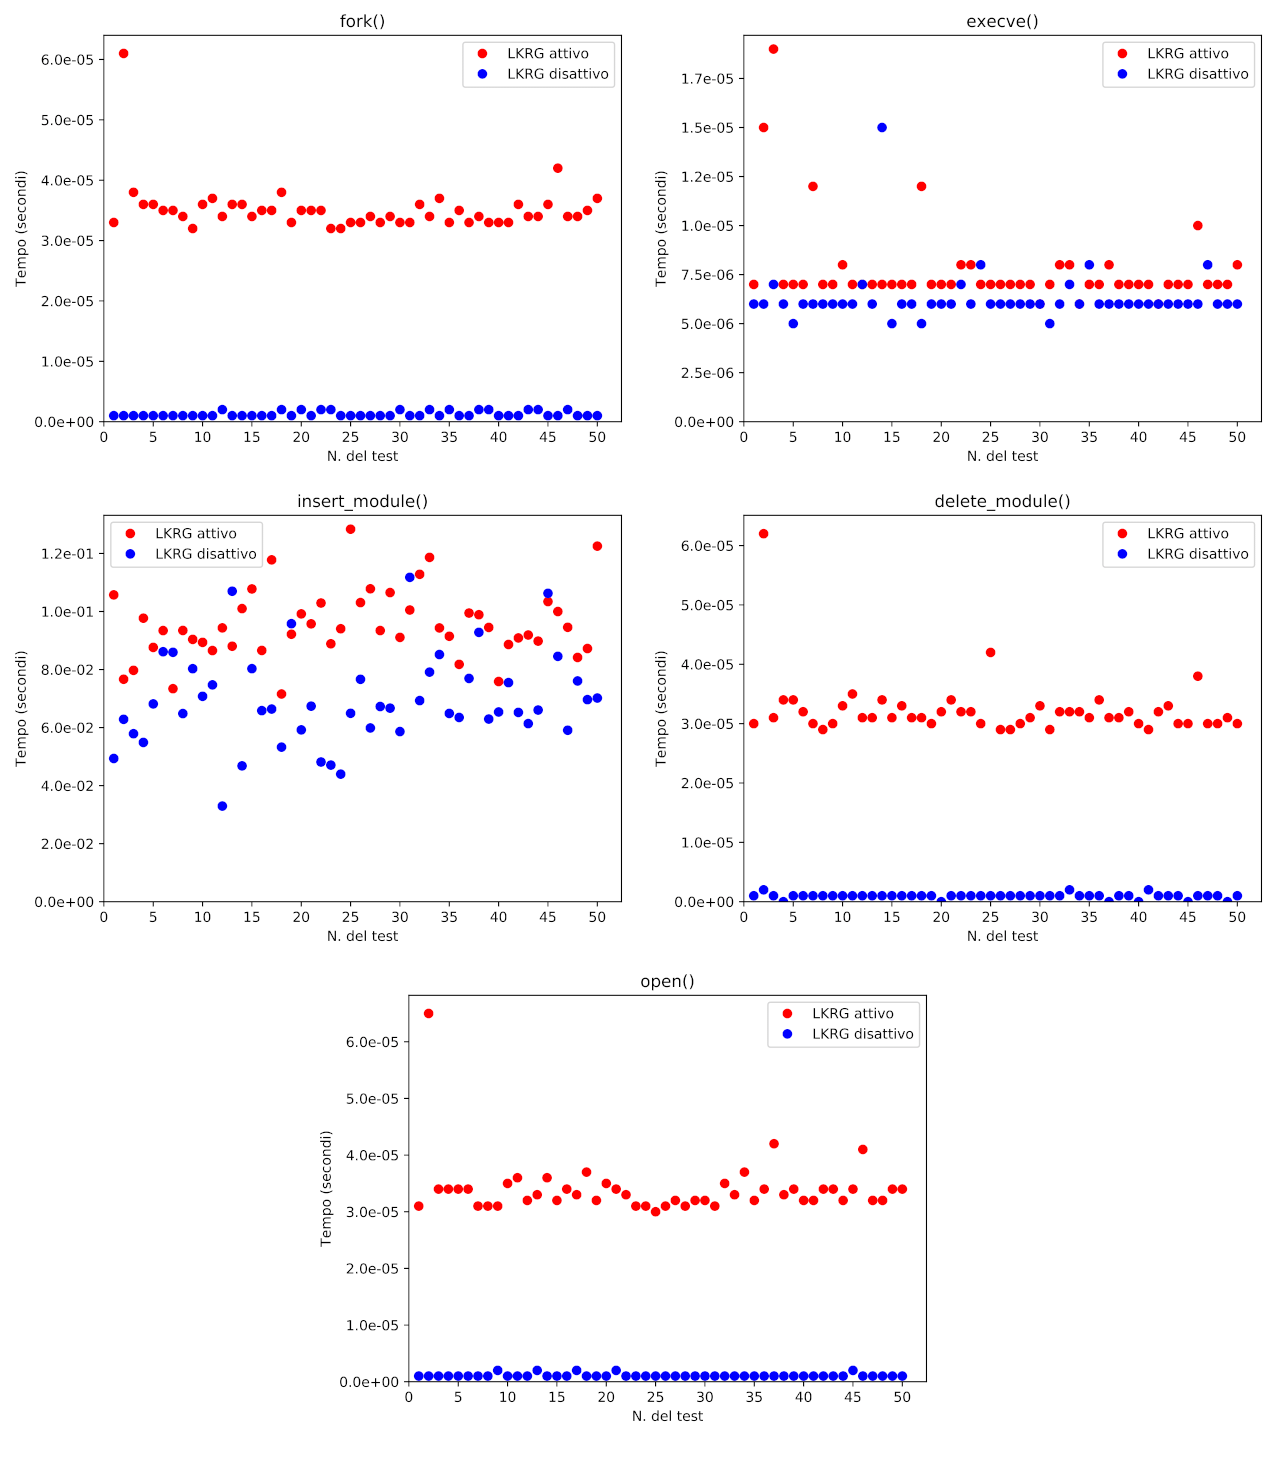 fork()
LKRG attivo
LKRG disattivo
Tempo (secondi)
6.0e-05
5.0e-05
4.0e-05
3.0e-05
2.0e-05
1.0e-05
0.0e+00
0 5 10 15 20 25 30 35 40 45 50
N. del test
execve()
LKRG attivo
LKRG disattivo
Tempo (secondi)
1.7e-05
1.5e-05
1.2e-05
1.0e-05
7.5e-06
5.0e-06
2.5e-06
0.0e+00
0 5 10 15 20 25 30 35 40 45 50
N. del test
insert_module()
LKRG attivo
LKRG disattivo
Tempo (secondi)
1.2e-01
1.0e-01
8.0e-02
6.0e-02
4.0e-02
2.0e-02
0.0e+00
0 5 10 15 20 25 30 35 40 45 50
N. del test
delete_module()
LKRG attivo
LKRG disattivo
Tempo (secondi)
6.0e-05
5.0e-05
4.0e-05
3.0e-05
2.0e-05
1.0e-05
0.0e+00
0 5 10 15 20 25 30 35 40 45 50
N. del test
open()
LKRG attivo
LKRG disattivo
Tempo (secondi)
6.0e-05
5.0e-05
4.0e-05
3.0e-05
2.0e-05
1.0e-05
0.0e+00
0 5 10 15 20 25 30 35 40 45 50
N. del test